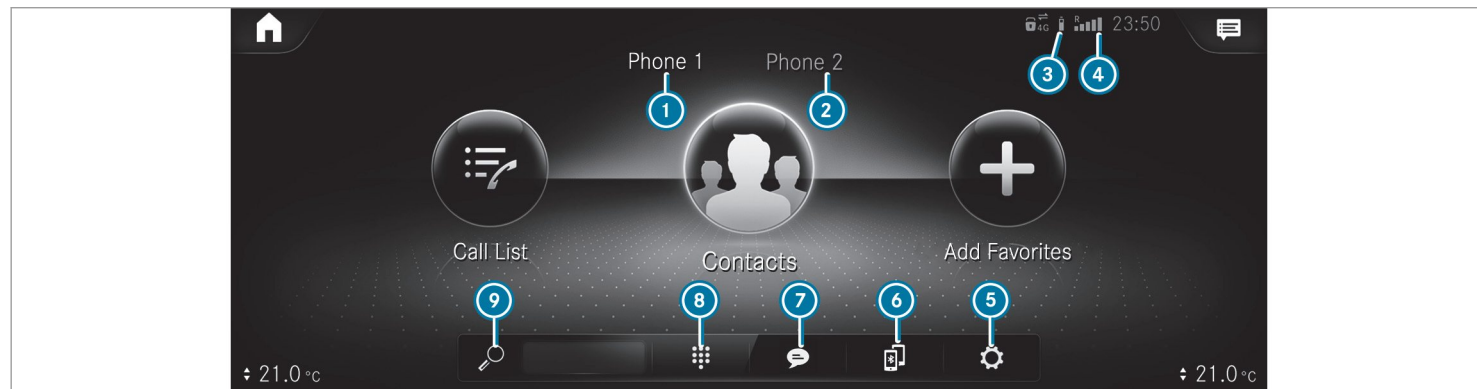 4G R 23:50
3 4
Phone 1 Phone 2
1 2
Call List Contacts Add Favorites
9 8 7 6 5
21.0 °C 21.0 °C